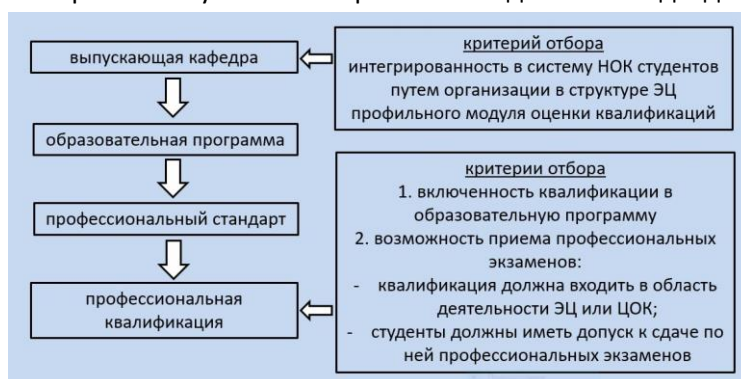 выпускающая кафедра
образовательная программа
профессиональный стандарт
профессиональная
квалификация
критерий отбора
интегрированность в систему НОК студентов
путем организации в структуре ЭЦ
профильного модуля оценки квалификаций
критерии отбора
1. включенность квалификации в
образовательную программу
2. возможность приема профессиональных
экзаменов:
- квалификация должна входить в область
деятельности ЭЦ или ЦОК;
- студенты должны иметь допуск к сдаче по
ней профессиональных экзаменов